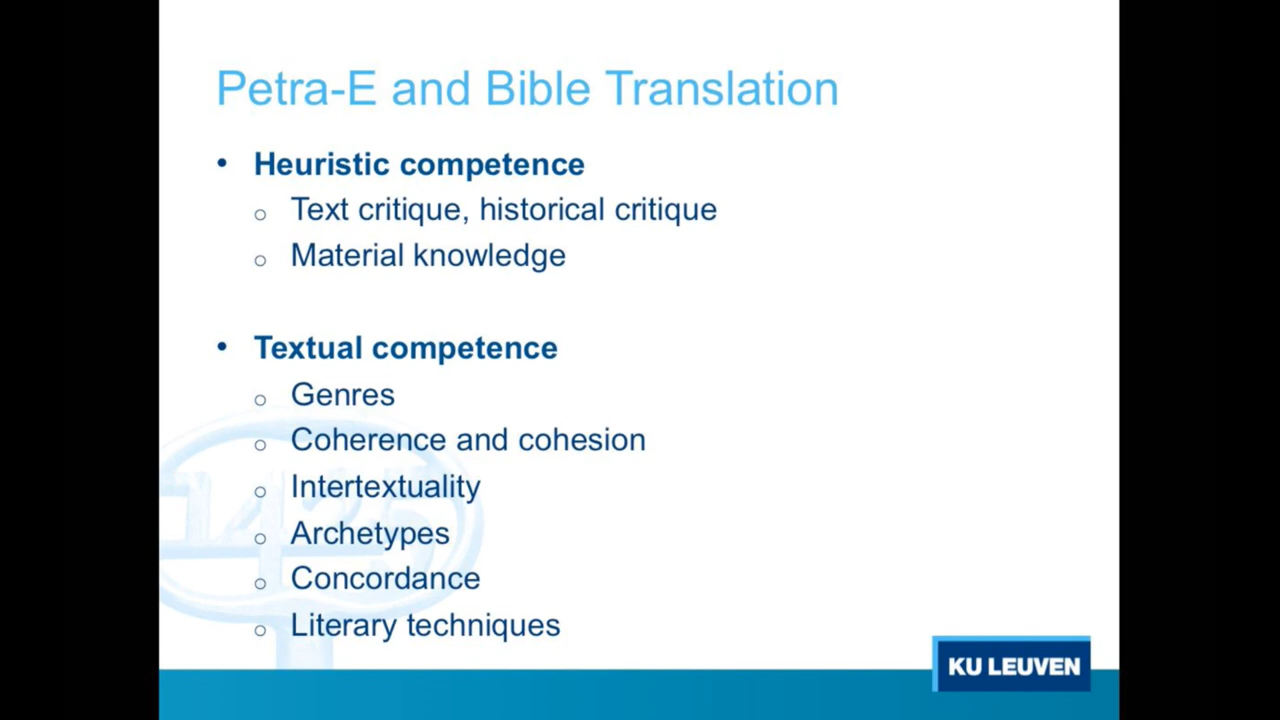 Petra-E and Bible Translation
• Heuristic competence
o Text critique, historical critique
o Material knowledge
• Textual competence
o Genres
o Coherence and cohesion
o Intertextuality
o Archetypes
o Concordance
o Literary techniques
1425
KU LEUVEN